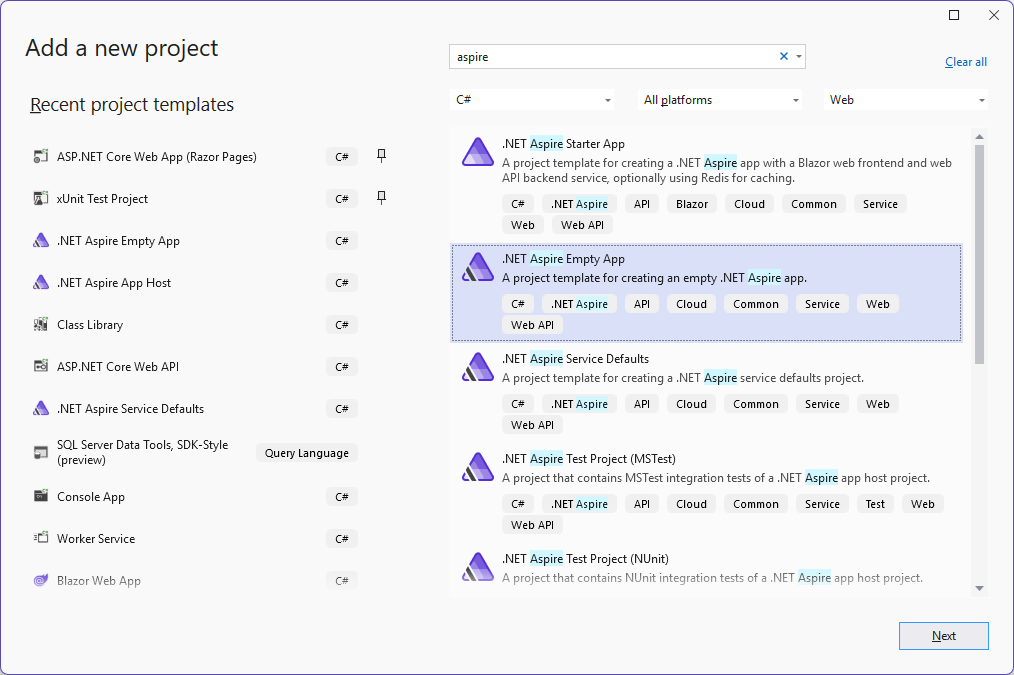 Add a new project
aspire
Clear all
Recent project templates
C#
All platforms
Web
ASP.NET Core Web App (Razor Pages)
C#
xUnit Test Project
C#
.NET Aspire Empty App
C#
.NET Aspire App Host
C#
Class Library
C#
ASP.NET Core Web API
C#
.NET Aspire Service Defaults
C#
SQL Server Data Tools, SDK-Style
(preview)
Query Language
Console App
C#
Worker Service
C#
Blazor Web App
C#
.NET Aspire Starter App
A project template for creating a .NET Aspire app with a Blazor web frontend and web
API backend service, optionally using Redis for caching.
C# .NET Aspire API Blazor Cloud Common Service
Web Web API
.NET Aspire Empty App
A project template for creating an empty .NET Aspire app.
C# .NET Aspire API Cloud Common Service Web
Web API
.NET Aspire Service Defaults
A project template for creating a .NET Aspire service defaults project.
C# .NET Aspire API Cloud Common Service Web
Web API
.NET Aspire Test Project (MSTest)
A project that contains MSTest integration tests of a .NET Aspire app host project.
C# .NET Aspire API Cloud Common Service Test Web
Web API
.NET Aspire Test Project (NUnit)
A project that contains NUnit integration tests of a .NET Aspire app host project.
Next